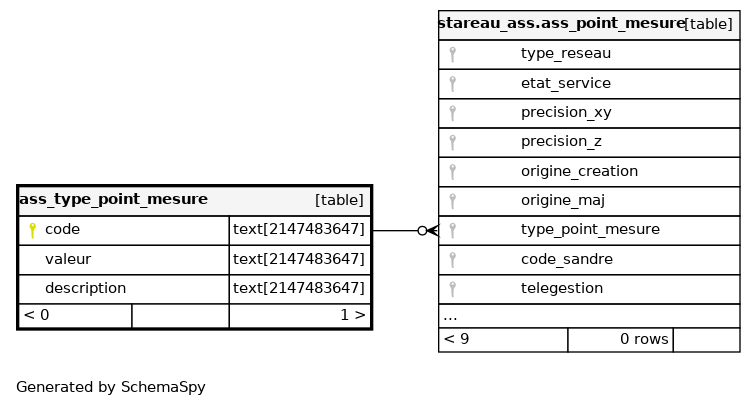 stareau_ass.ass_point_mesure[table]
type_reseau
etat_service
precision_xy
precision_z
origine_creation
origine_maj
type_point_mesure
code_sandre
telegestion
...
< 9 0 rows
ass_type_point_mesure [table]
code text[2147483647]
valeur text[2147483647]
description text[2147483647]
< 0 1 >
Generated by SchemaSpy